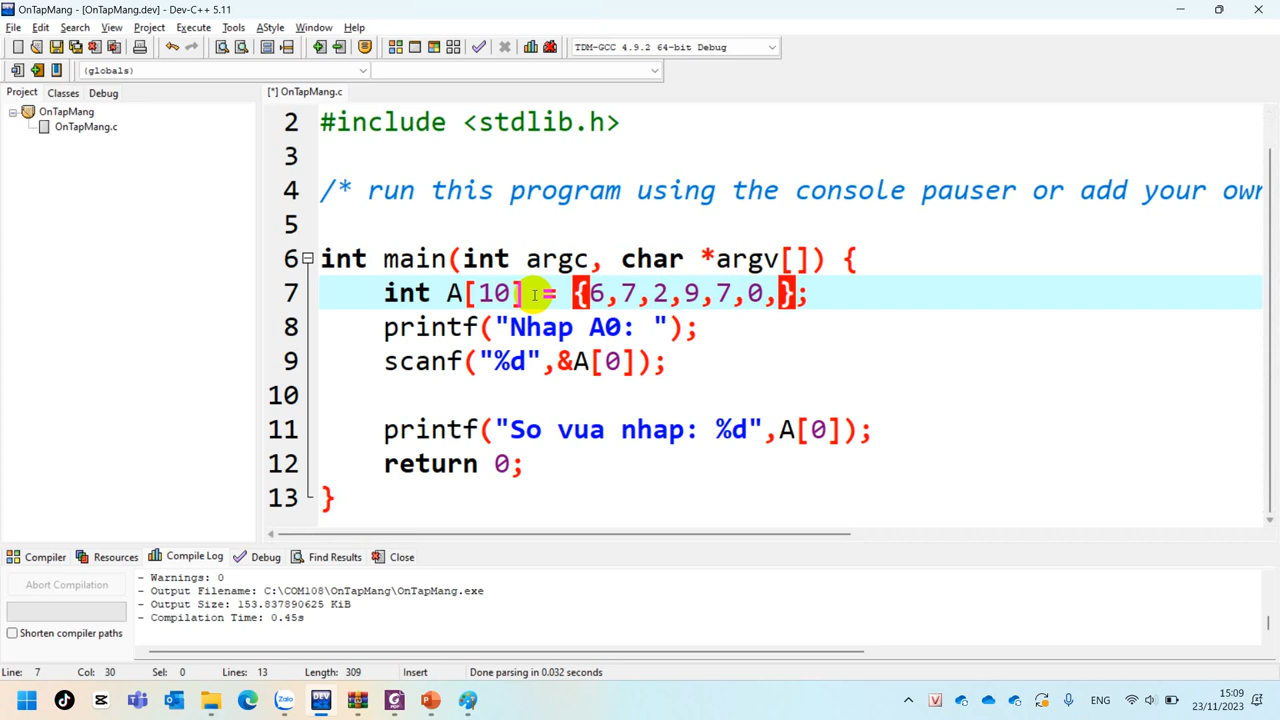 OnTapMang - [OnTapMang.dev] - Dev-C++ 5.11
File Edit Search View Project Execute Tools AStyle Window Help
TDM-GCC 4.9.2 64-bit Debug
(globals)
Project Classes Debug
[*] OnTapMang.c
OnTapMang
OnTapMang.c
2 #include <stdlib.h>
3
4 /* run this program using the console pauser or add your own
5
6 int main(int argc, char *argv[]) {
7 int A[10] = {6,7,2,9,7,0,};
8 printf("Nhap A0: ");
9 scanf("%d",&A[0]);
10
11 printf("So vua nhap: %d",A[0]);
12 return 0;
13 }
Compiler Resources Compile Log Debug Find Results Close
Abort Compilation
Shorten compiler paths
- Warnings: 0
- Output Filename: C:\COM108\OnTapMang\OnTapMang.exe
- Output Size: 153.837890625 KiB
- Compilation Time: 0.45s
Line: 7 Col: 30 Sel: 0 Lines: 13 Length: 309 Insert Done parsing in 0.032 seconds
Zalo DEV
V ENG
15:09
23/11/2023